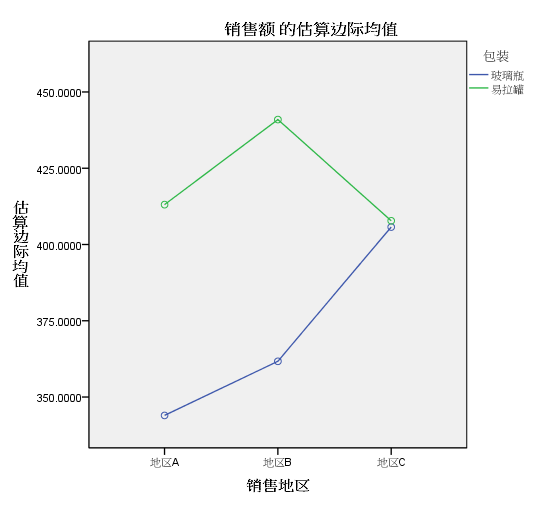 销售额 的估算边际均值
包装
玻璃瓶
易拉罐
450.0000
425.0000
400.0000
375.0000
350.0000
估算边际均值
地区A
地区B
地区C
销售地区